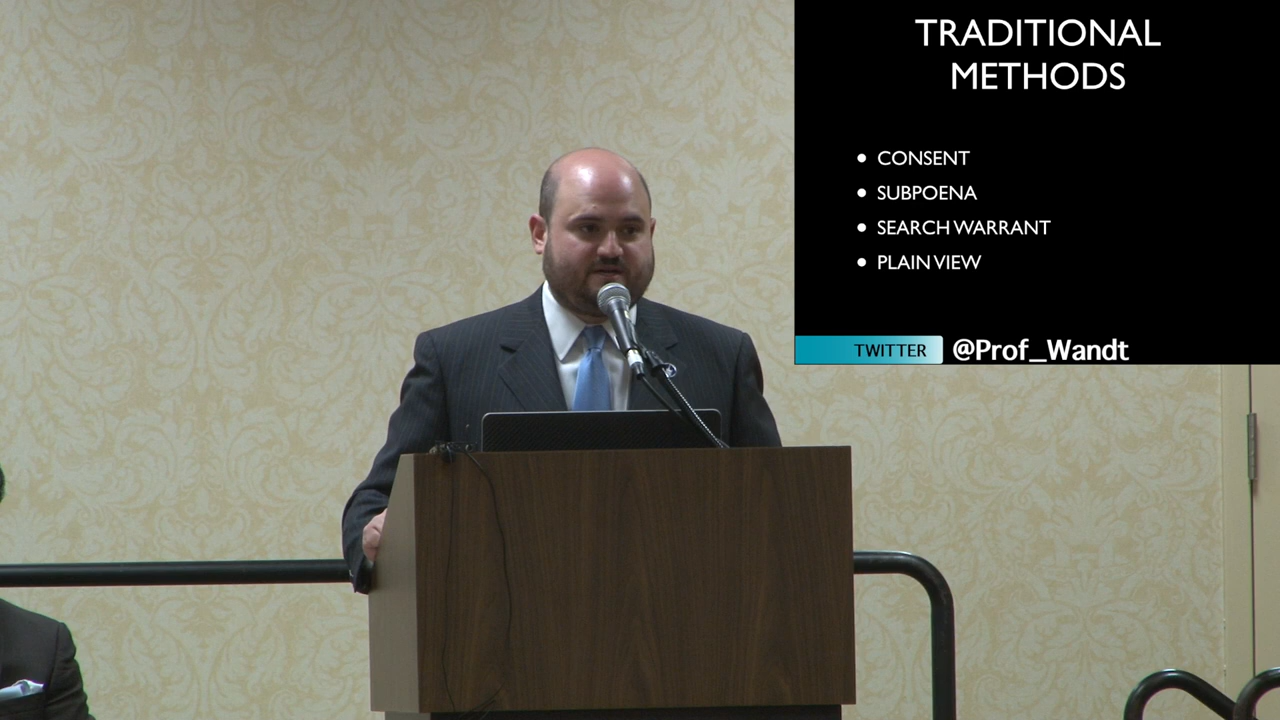 TRADITIONAL
METHODS
• CONSENT
• SUBPOENA
• SEARCH WARRANT
• PLAIN VIEW
TWITTER @Prof_Wandt